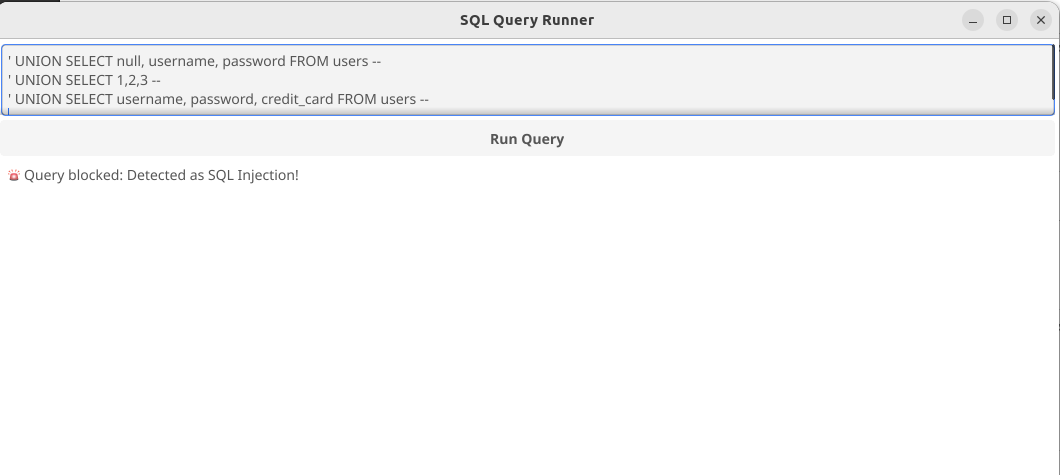 SQL Query Runner
' UNION SELECT null, username, password FROM users --
' UNION SELECT 1,2,3 --
' UNION SELECT username, password, credit_card FROM users --
Run Query
🚨 Query blocked: Detected as SQL Injection!